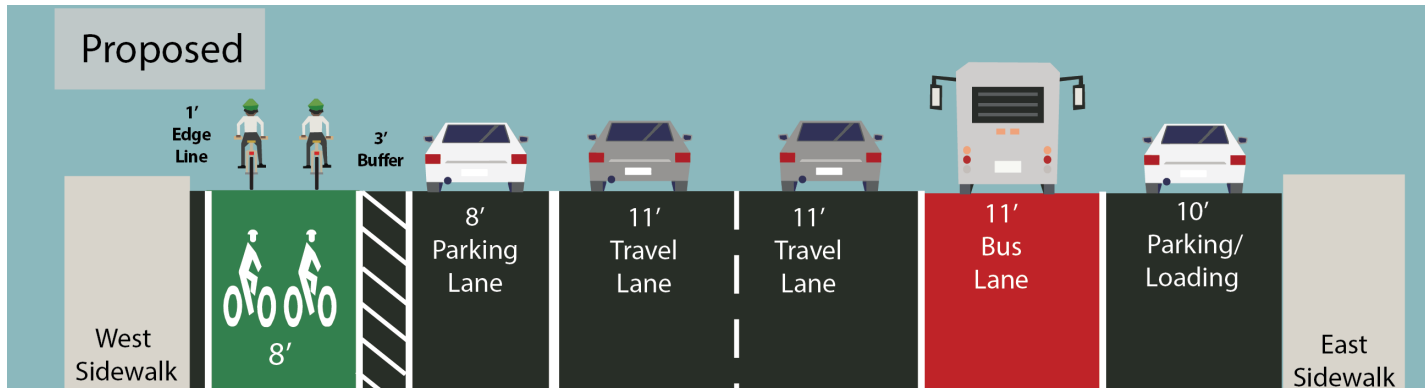 Proposed
1’
Edge
Line
3’
Buffer
West
Sidewalk
8’
8’
Parking
Lane
11’
Travel
Lane
11’
Travel
Lane
11’
Bus
Lane
10’
Parking/
Loading
East
Sidewalk